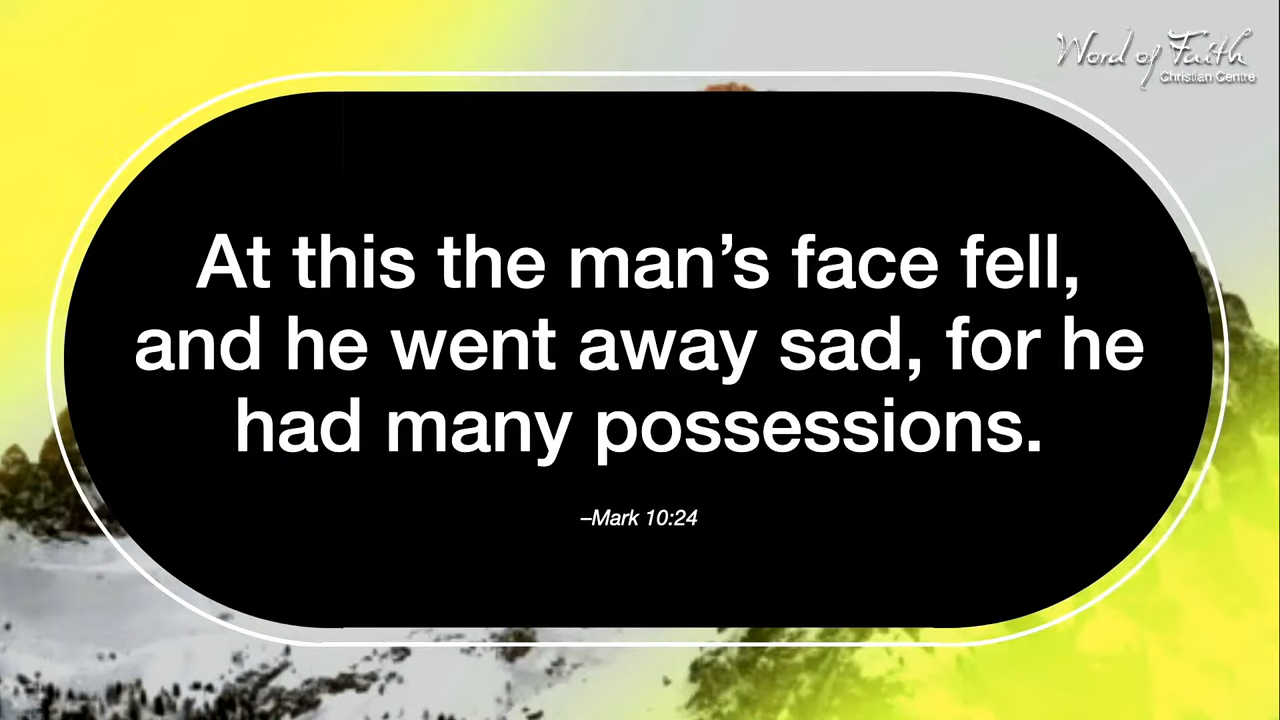 Word of Faith
Christian Centre
At this the man’s face fell,
and he went away sad, for he
had many possessions.
–Mark 10:24